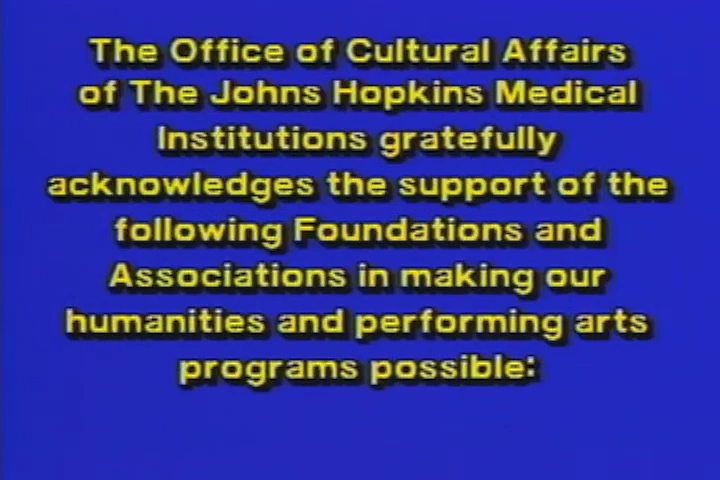 The Office of Cultural Affairs
of The Johns Hopkins Medical
Institutions gratefully
acknowledges the support of the
following Foundations and
Associations in making our
humanities and performing arts
programs possible: